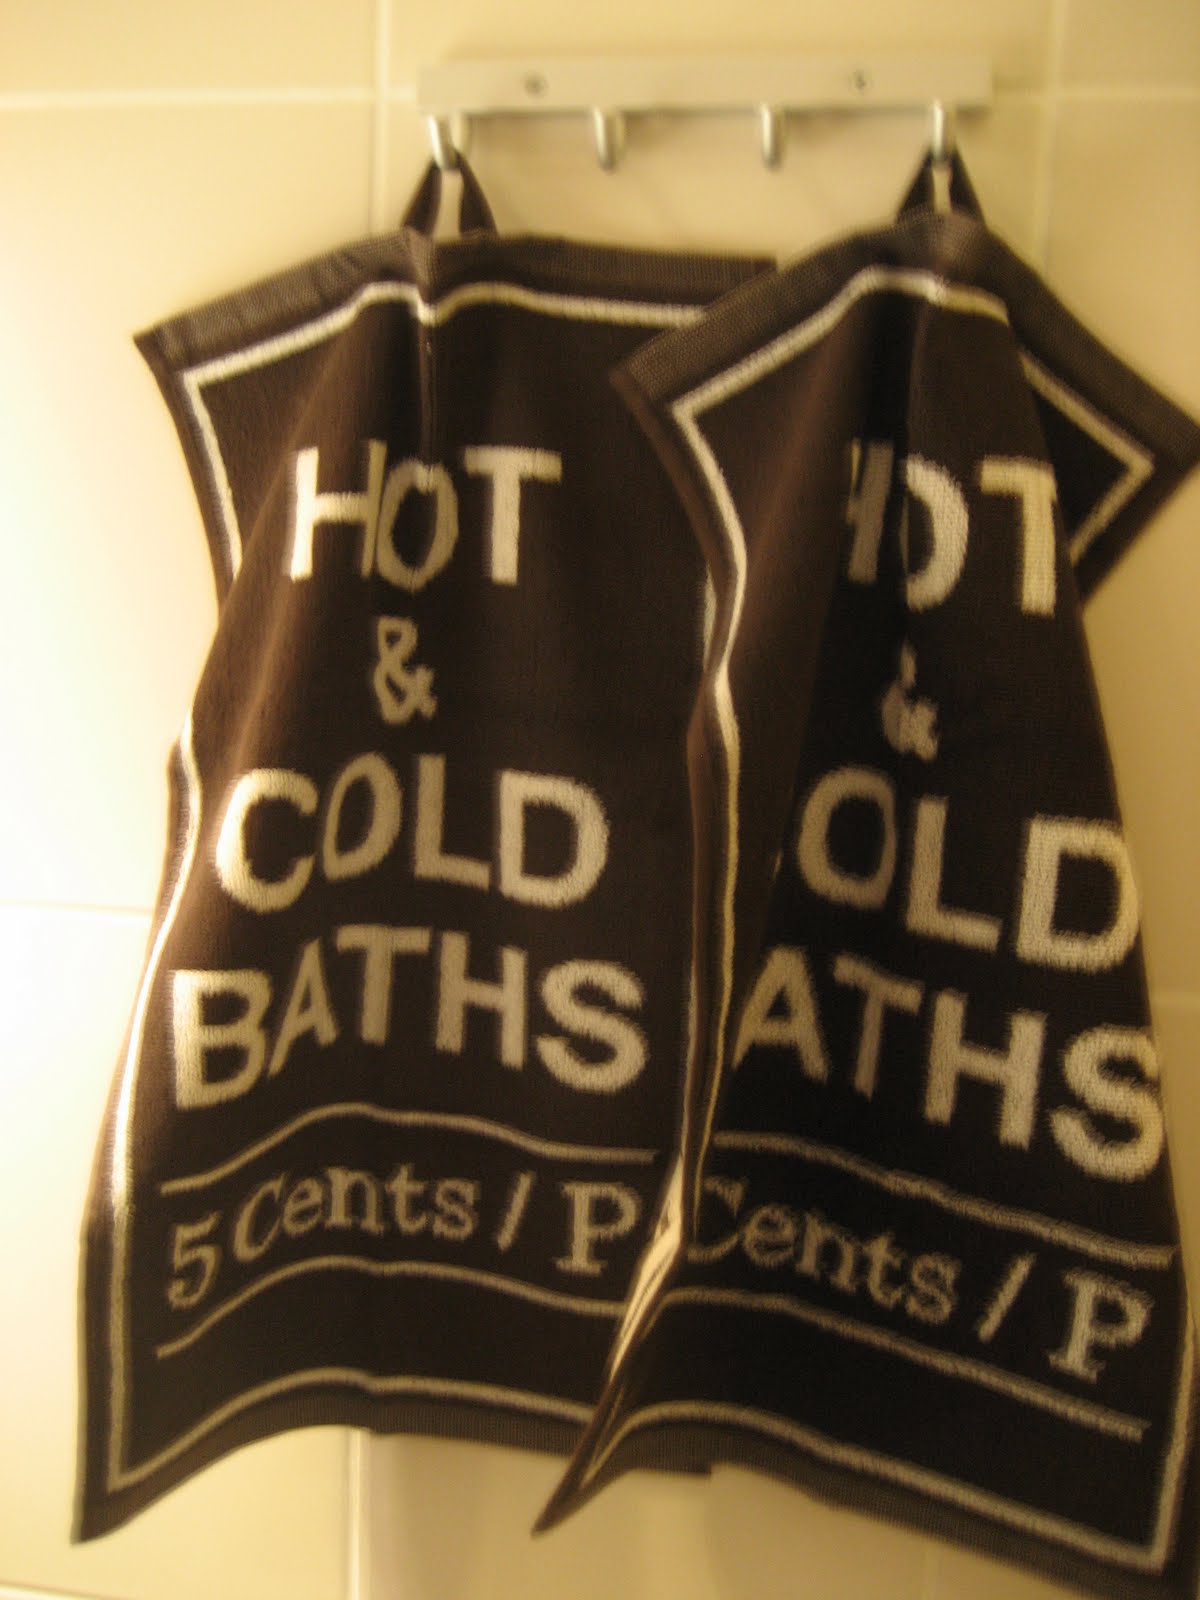 HOT
&
COLD
BATHS
5 Cents / P
HOT
&
OLD
ATHS
Cents / P